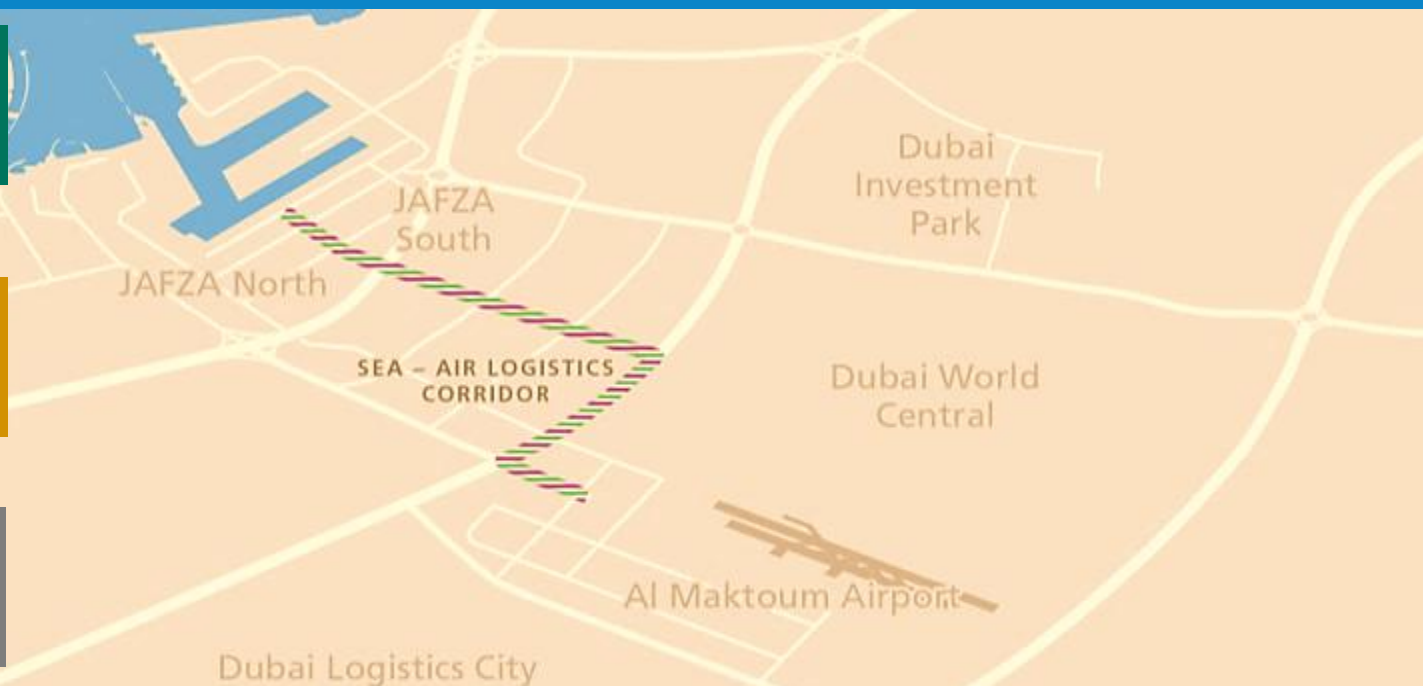 Dubai
Investment
Park
JAFZA
South
JAFZA North
SEA – AIR LOGISTICS
CORRIDOR
Dubai World
Central
Al Maktoum Airport
Dubai Logistics City